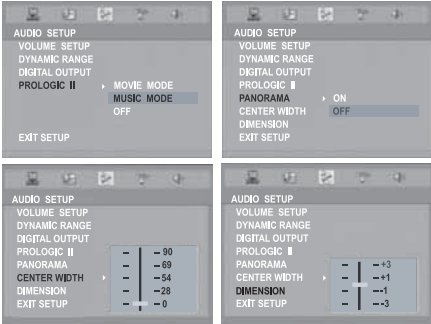 AUDIO SETUP
VOLUME SETUP
DYNAMIC RANGE
DIGITAL OUTPUT
PROLOGIC II
MOVIE MODE
MUSIC MODE
OFF
EXIT SETUP
AUDIO SETUP
VOLUME SETUP
DYNAMIC RANGE
DIGITAL OUTPUT
PROLOGIC II
PANORAMA
ON
CENTER WIDTH
OFF
DIMENSION
EXIT SETUP
AUDIO SETUP
VOLUME SETUP
DYNAMIC RANGE
DIGITAL OUTPUT
PROLOGIC II
– – 90
PANORAMA
– – 69
CENTER WIDTH
– – 54
DIMENSION
– – 28
EXIT SETUP
– – 0
AUDIO SETUP
VOLUME SETUP
DYNAMIC RANGE
DIGITAL OUTPUT
PROLOGIC II
PANORAMA
– – +3
CENTER WIDTH
– – +1
DIMENSION
– – -1
EXIT SETUP
– – -3